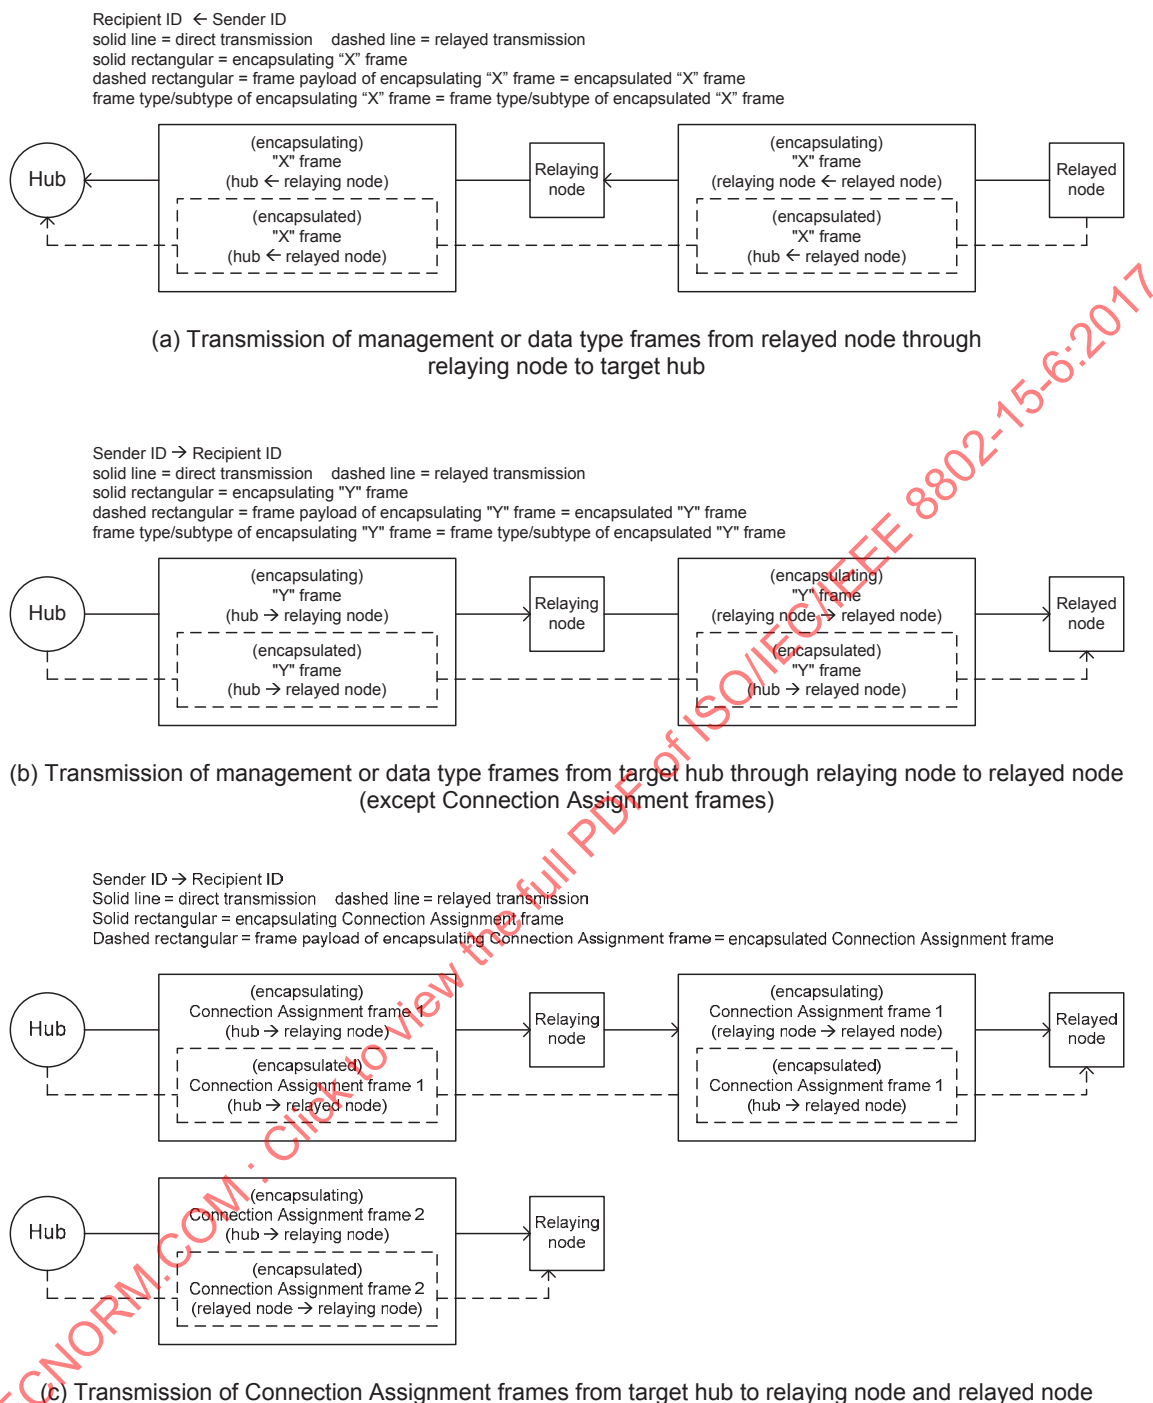 Recipient ID ← Sender ID
solid line = direct transmission dashed line = relayed transmission
solid rectangular = encapsulating “X” frame
dashed rectangular = frame payload of encapsulating “X” frame = encapsulated “X” frame
frame type/subtype of encapsulating “X” frame = frame type/subtype of encapsulated “X” frame
Hub
(encapsulating)
"X" frame
(hub ← relaying node)
(encapsulated)
"X" frame
(hub ← relayed node)
Relaying
node
(encapsulating)
"X" frame
(relaying node ← relayed node)
(encapsulated)
"X" frame
(hub ← relayed node)
Relayed
node
(a) Transmission of management or data type frames from relayed node through
relaying node to target hub
Sender ID → Recipient ID
solid line = direct transmission dashed line = relayed transmission
solid rectangular = encapsulating "Y" frame
dashed rectangular = frame payload of encapsulating "Y" frame = encapsulated "Y" frame
frame type/subtype of encapsulating "Y" frame = frame type/subtype of encapsulated "Y" frame
Hub
(encapsulating)
"Y" frame
(hub → relaying node)
(encapsulated)
"Y" frame
(hub → relayed node)
Relaying
node
(encapsulating)
"Y" frame
(relaying node → relayed node)
(encapsulated)
"Y" frame
(hub → relayed node)
Relayed
node
(b) Transmission of management or data type frames from target hub through relaying node to relayed node
(except Connection Assignment frames)
Sender ID → Recipient ID
Solid line = direct transmission dashed line = relayed transmission
Solid rectangular = encapsulating Connection Assignment frame
Dashed rectangular = frame payload of encapsulating Connection Assignment frame = encapsulated Connection Assignment frame
Hub
(encapsulating)
Connection Assignment frame 1
(hub → relaying node)
(encapsulated)
Connection Assignment frame 1
(hub → relayed node)
Relaying
node
(encapsulating)
Connection Assignment frame 1
(relaying node → relayed node)
(encapsulated)
Connection Assignment frame 1
(hub → relayed node)
Relayed
node
Hub
(encapsulating)
Connection Assignment frame 2
(hub → relaying node)
(encapsulated)
Connection Assignment frame 2
(relayed node → relaying node)
Relaying
node
(c) Transmission of Connection Assignment frames from target hub to relaying node and relayed node
ECNORM.COM : Click to view the full PDF of ISO/IEC/IEEE 8802-15-6:2017